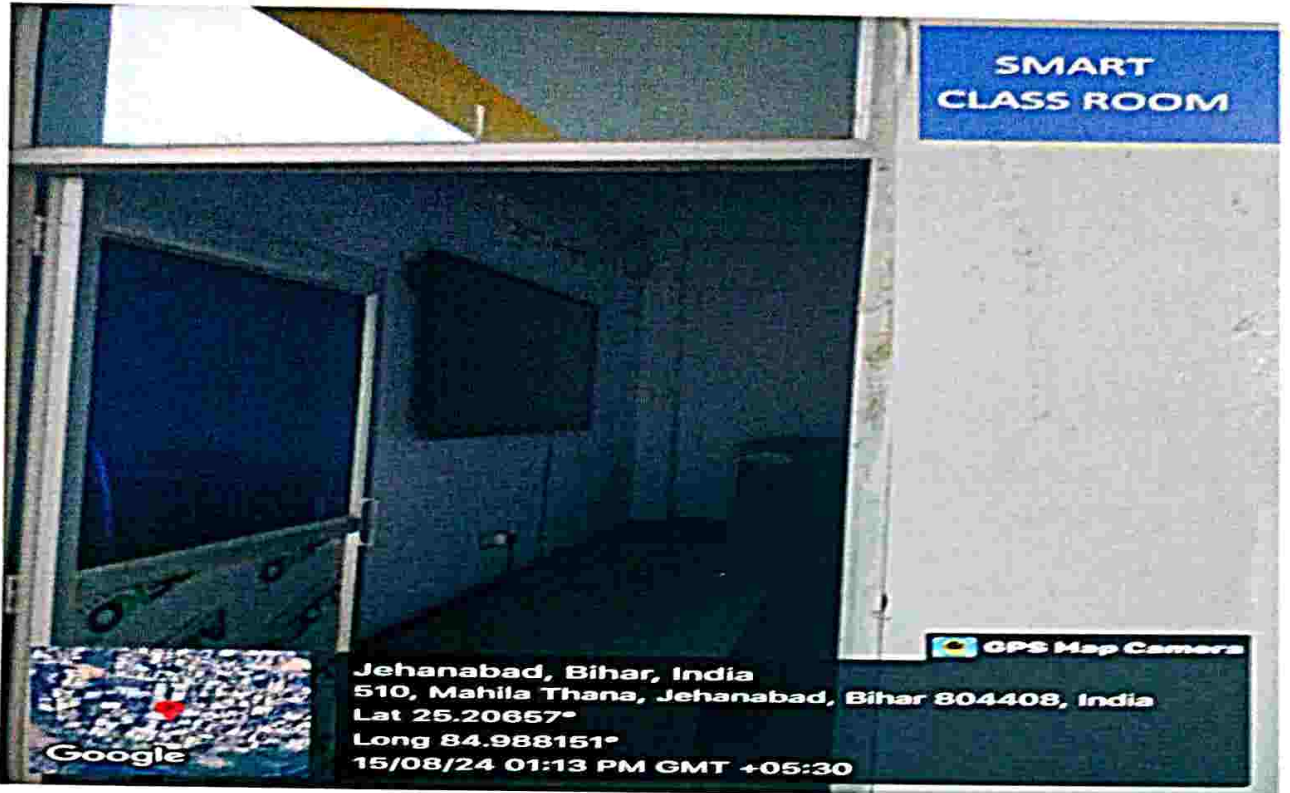 SMART
CLASS ROOM
GPS Map Camera
Jehanabad, Bihar, India
510, Mahila Thana, Jehanabad, Bihar 804408, India
Lat 25.20657°
Long 84.988151°
15/08/24 01:13 PM GMT +05:30
Google